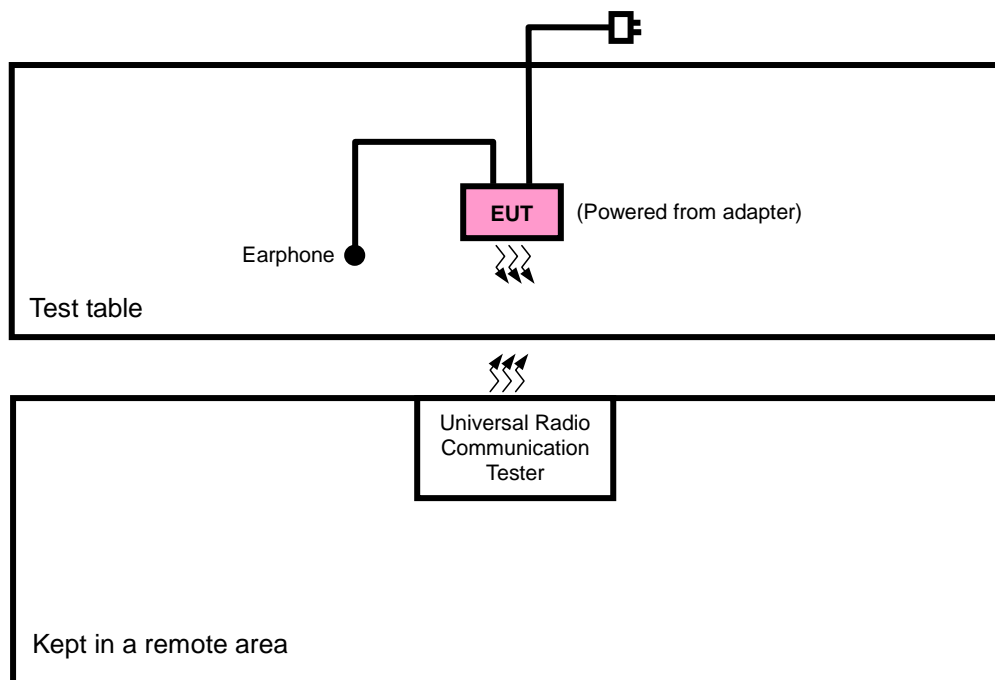 EUT
(Powered from adapter)
Earphone
Test table
Universal Radio
Communication
Tester
Kept in a remote area